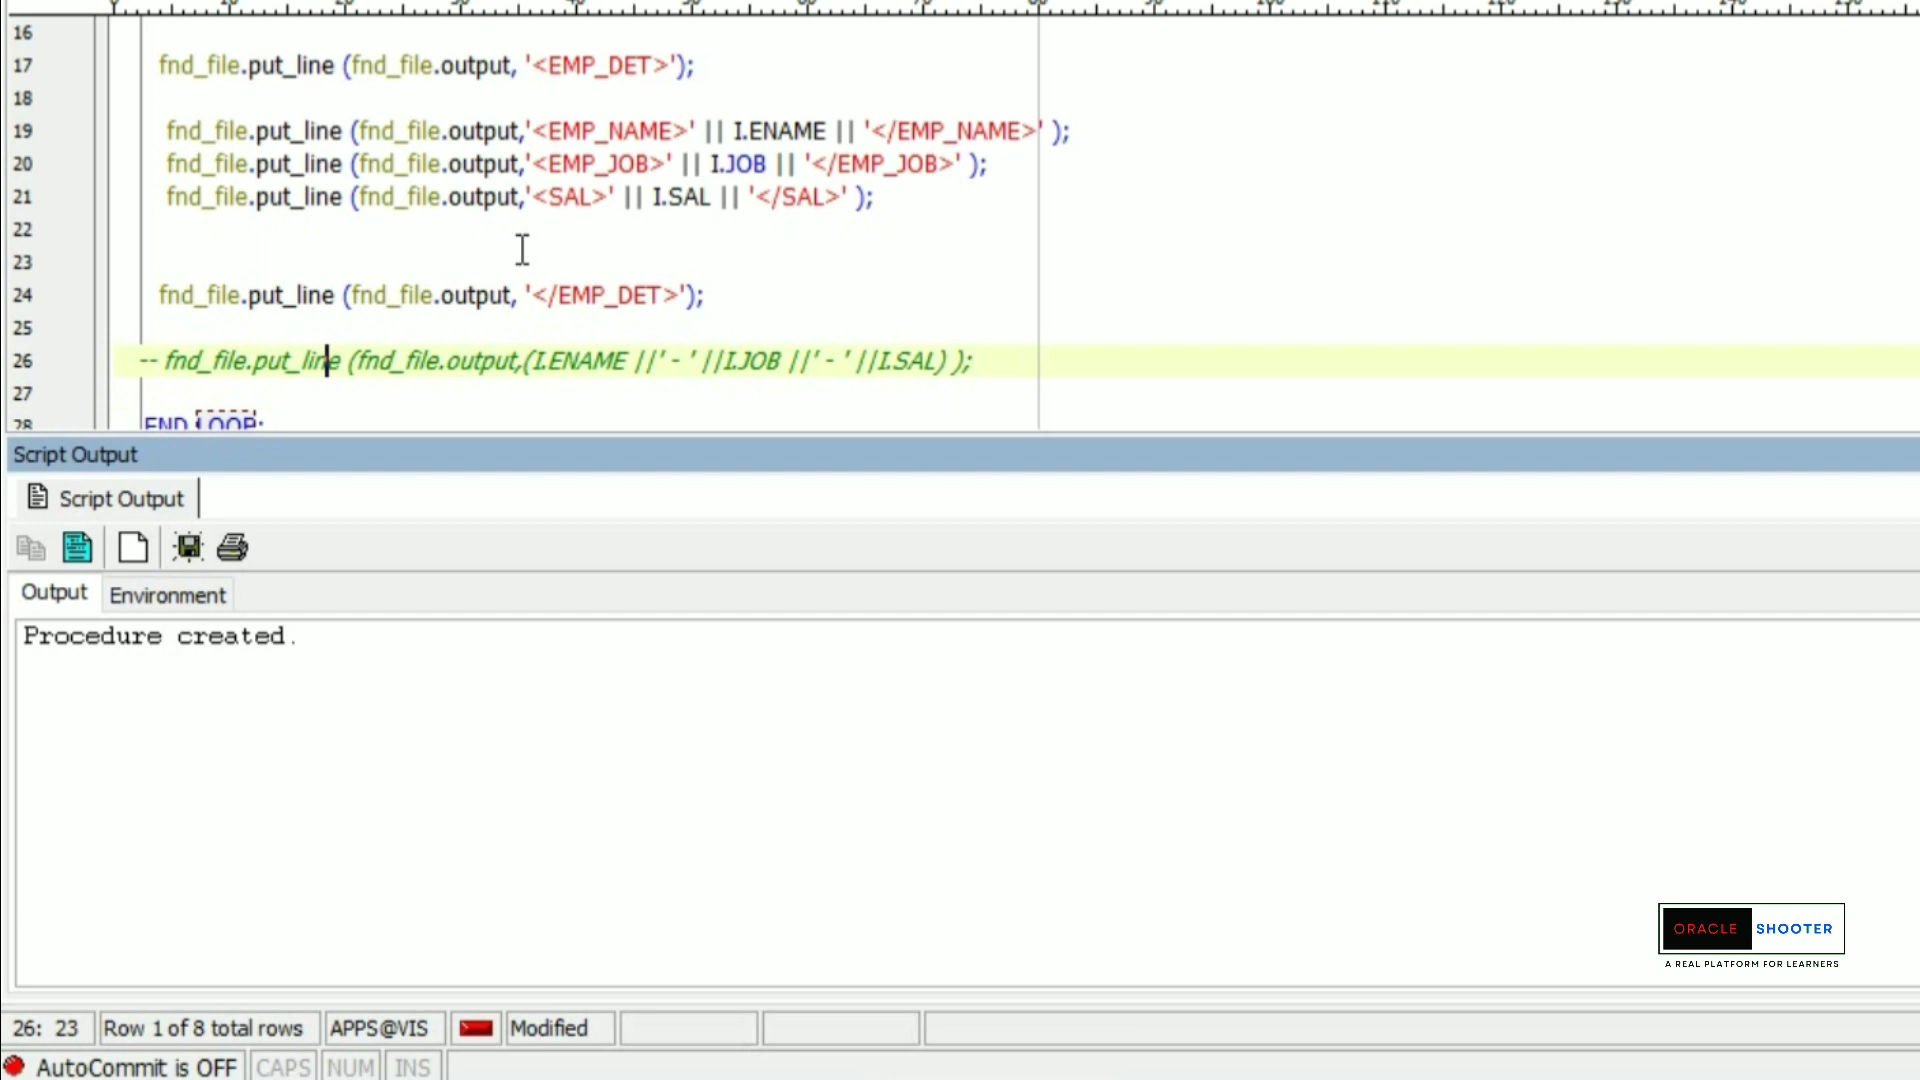 16
17 fnd_file.put_line (fnd_file.output, '<EMP_DET>');
18
19 fnd_file.put_line (fnd_file.output,'<EMP_NAME>' || I.ENAME || '</EMP_NAME>' );
20 fnd_file.put_line (fnd_file.output,'<EMP_JOB>' || I.JOB || '</EMP_JOB>' );
21 fnd_file.put_line (fnd_file.output,'<SAL>' || I.SAL || '</SAL>' );
22
23
24 fnd_file.put_line (fnd_file.output, '</EMP_DET>');
25
26 -- fnd_file.put_line (fnd_file.output,(I.ENAME ||' - ' ||I.JOB ||' - ' ||I.SAL) );
27
28 END LOOP;
Script Output
Script Output
Output Environment
Procedure created.
ORACLE SHOOTER
A REAL PLATFORM FOR LEARNERS
26: 23 Row 1 of 8 total rows APPS@VIS Modified
AutoCommit is OFF CAPS NUM INS